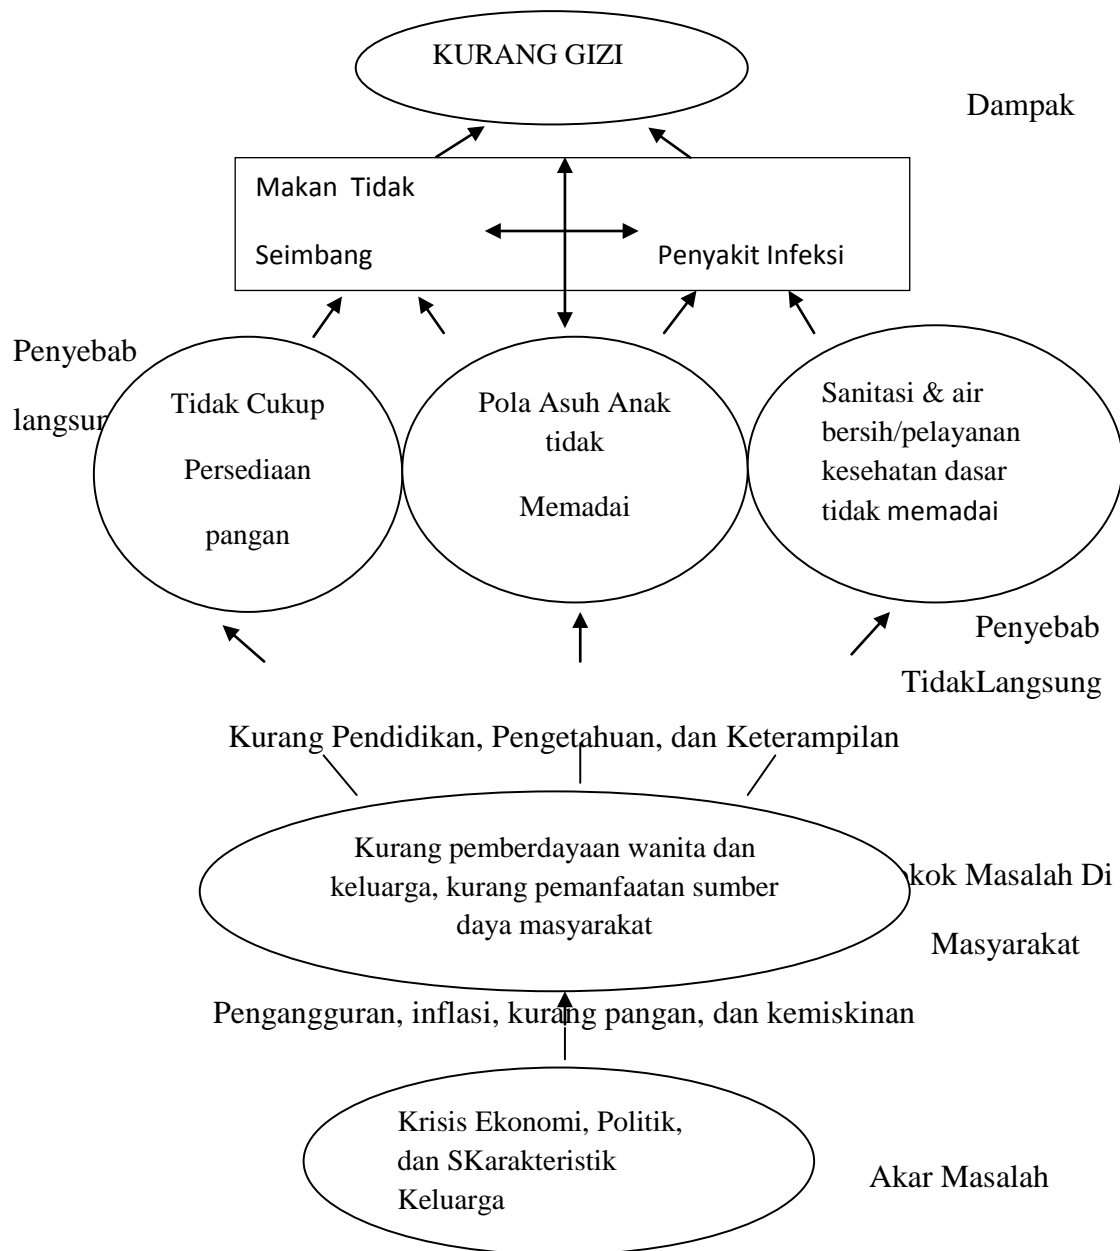 KURANG GIZI
Dampak
Makan Tidak
Seimbang
Penyakit Infeksi
Penyebab
Tidak Cukup
Persediaan
pangan
Pola Asuh Anak
tidak
Memadai
Sanitasi & air
bersih/pelayanan
kesehatan dasar
tidak memadai
Penyebab
TidakLangsung
Kurang Pendidikan, Pengetahuan, dan Keterampilan
Kurang pemberdayaan wanita dan
keluarga, kurang pemanfaatan sumber
daya masyarakat
Masalah Di
Masyarakat
Pengangguran, inflasi, kurang pangan, dan kemiskinan
Krisis Ekonomi, Politik,
dan SKarakteristik
Keluarga
Akar Masalah